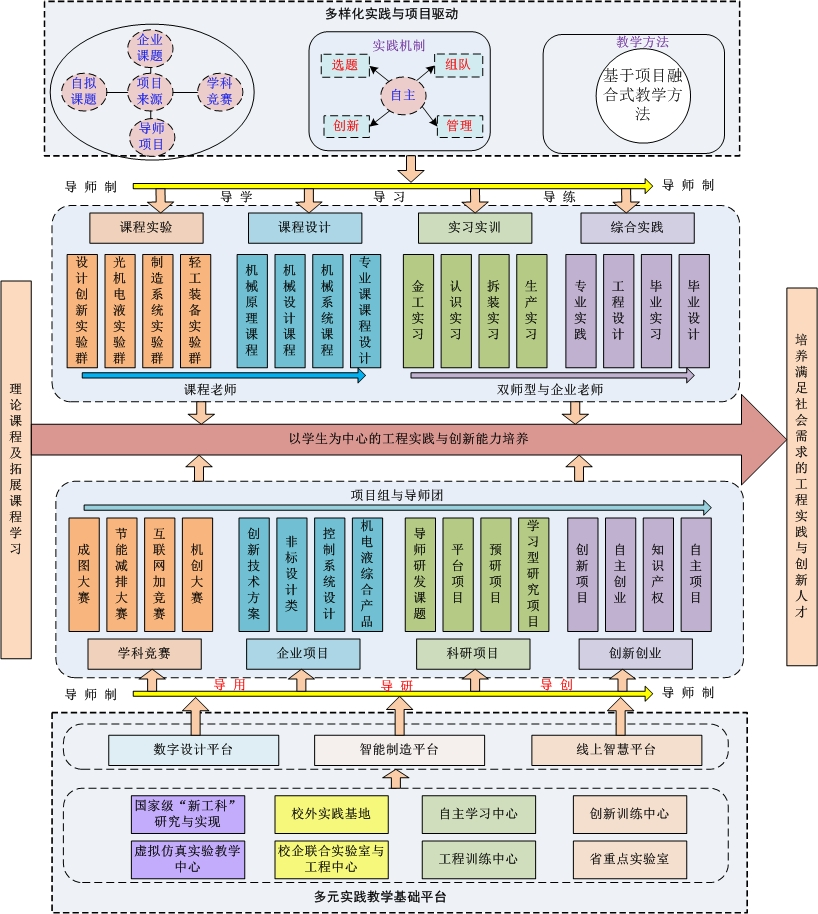 多样化实践与项目驱动
企业
课题
自拟
课题
项目
来源
学科
竞赛
导师
项目
实践机制
选题
组队
自主
创新
管理
教学方法
基于项目融
合式教学方
法
导 师 制
导 学
导 习
导 练
导 师 制
课程实验
课程设计
实习实训
综合实践
设计创新实验群
光机电液实验群
制造系统实验群
轻工装备实验群
机械原理课程
机械设计课程
机械系统课程
专业课课程设计
金工实习
认识实习
拆装实习
生产实习
专业实践
工程设计
毕业实习
毕业设计
课程老师
双师型与企业老师
理论课程及拓展课程学习
以学生为中心的工程实践与创新能力培养
培养满足社会需求的工程实践与创新人才
项目组与导师团
成图大赛
节能减排大赛
互联网加竞赛
机创大赛
创新技术方案
非标设计类
控制系统设计
机电液综合产品
导师研发课题
平台项目
预研项目
学习型研究项目
创新项目
自主创业
知识产权
自主项目
学科竞赛
企业项目
科研项目
创新创业
导 师 制
导 用
导 研
导 创
导 师 制
数字设计平台
智能制造平台
线上智慧平台
国家级“新工科”
研究与实现
校外实践基地
自主学习中心
创新训练中心
虚拟仿真实验教学
中心
校企联合实验室与
工程中心
工程训练中心
省重点实验室
多元实践教学基础平台